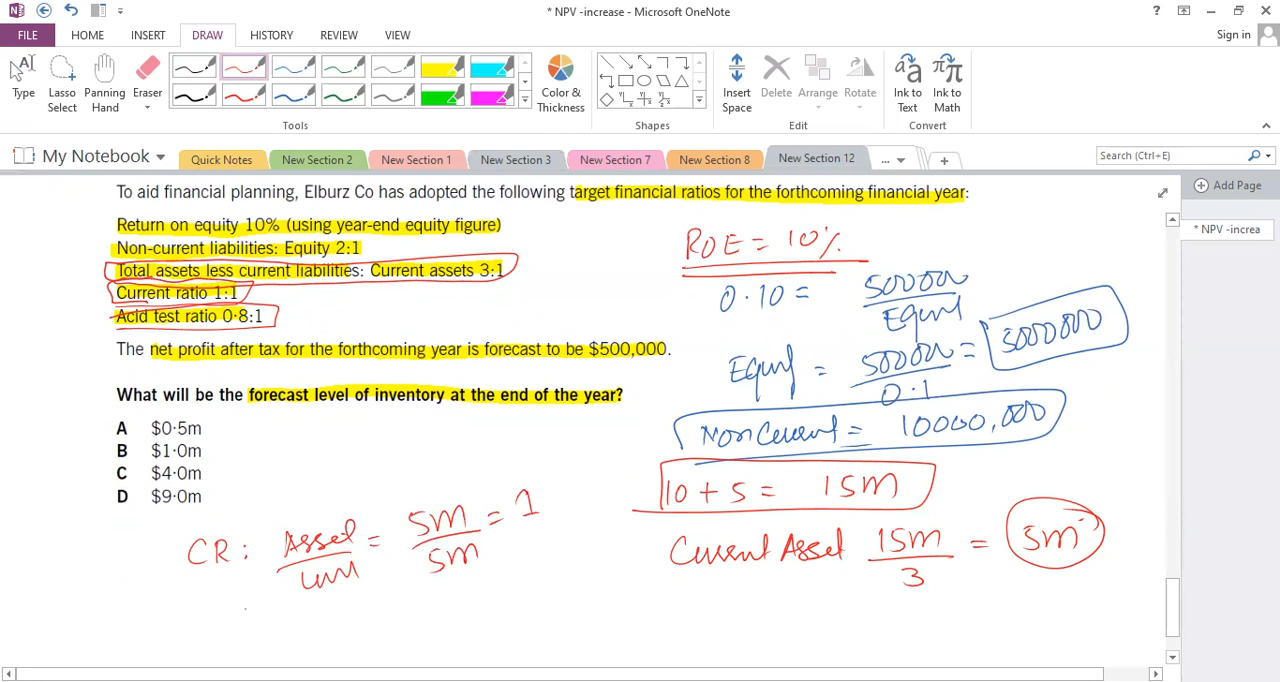 * NPV -increase - Microsoft OneNote
?
Sign in
FILE HOME INSERT DRAW HISTORY REVIEW VIEW
Type
Lasso Select
Panning Hand
Eraser
Color & Thickness
Insert Space
Delete
Arrange
Rotate
Ink to Text
Ink to Math
Tools Shapes Edit Convert
My Notebook Quick Notes New Section 2 New Section 1 New Section 3 New Section 7 New Section 8 New Section 12 ... +
Search (Ctrl+E)
Add Page
* NPV -increa
To aid financial planning, Elburz Co has adopted the following target financial ratios for the forthcoming financial year:
Return on equity 10% (using year-end equity figure)
Non-current liabilities: Equity 2:1
Total assets less current liabilities: Current assets 3:1
Current ratio 1:1
Acid test ratio 0·8:1
The net profit after tax for the forthcoming year is forecast to be $500,000.
What will be the forecast level of inventory at the end of the year?
A $0·5m
B $1·0m
C $4·0m
D $9·0m
ROE = 10%
0.10 = 500000
Equity
Equity = 500000 = 5000000
0.1
Non Current = 10000,000
10 + 5 = 15M
Current Asset 15M = 5M
3
CR: Asset = 5M = 1
5M